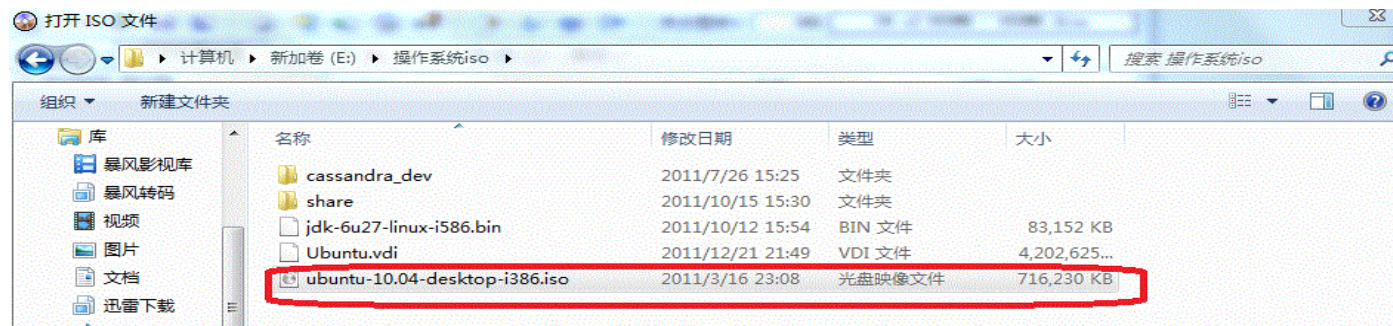 打开 ISO 文件
计算机 新加卷 (E:) 操作系统iso 搜索 操作系统iso
组织 新建文件夹
库 名称 修改日期 类型 大小
暴风影视库
cassandra_dev 2011/7/26 15:25 文件夹
暴风转码
share 2011/10/15 15:30 文件夹
视频 jdk-6u27-linux-i586.bin 2011/10/12 15:54 BIN 文件 83,152 KB
图片 Ubuntu.vdi 2011/12/21 21:49 VDI 文件 4,202,625...
文档 ubuntu-10.04-desktop-i386.iso 2011/3/16 23:08 光盘映像文件 716,230 KB
迅雷下载